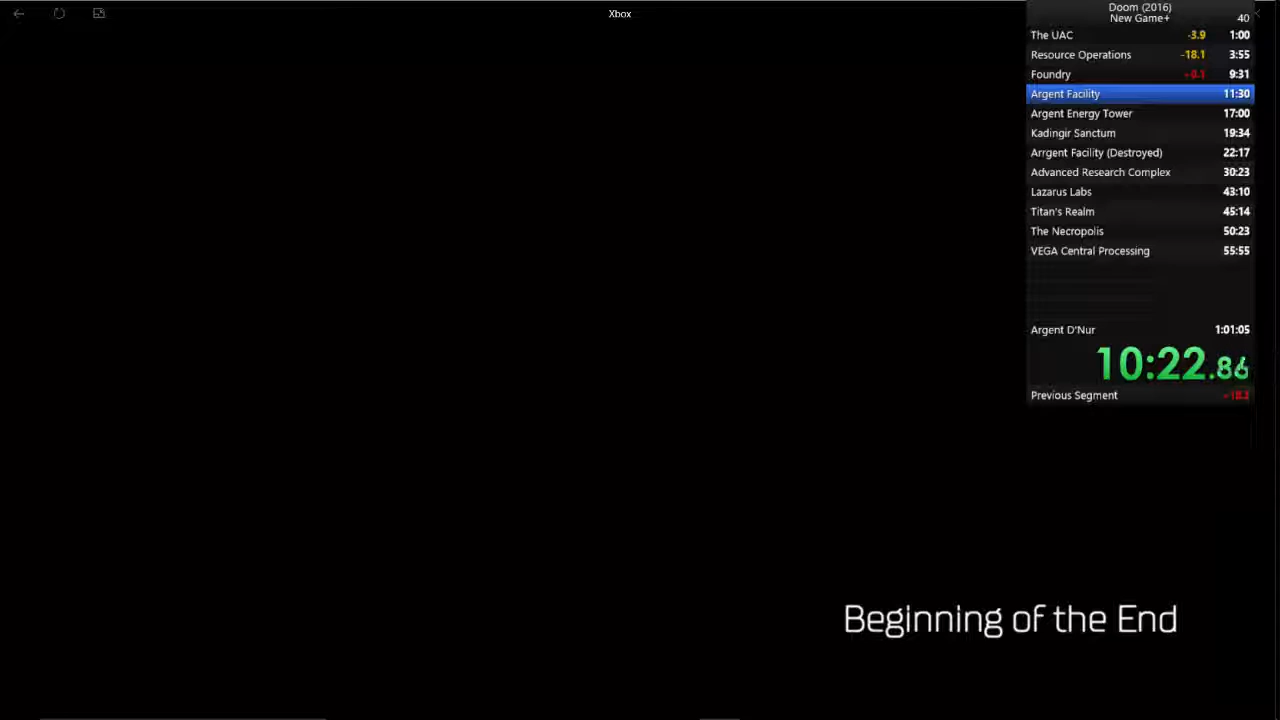 Xbox
Doom (2016)
New Game+ 40
The UAC -3.9 1:00
Resource Operations -18.1 3:55
Foundry +0.1 9:31
Argent Facility 11:30
Argent Energy Tower 17:00
Kadingir Sanctum 19:34
Arrgent Facility (Destroyed) 22:17
Advanced Research Complex 30:23
Lazarus Labs 43:10
Titan's Realm 45:14
The Necropolis 50:23
VEGA Central Processing 55:55
Argent D'Nur 1:01:05
10:22.86
Previous Segment
Beginning of the End